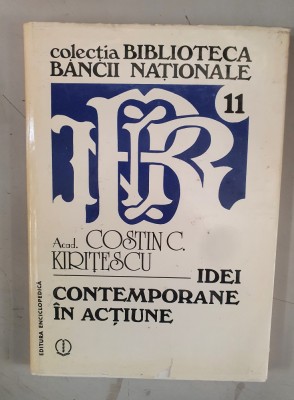 colecția BIBLIOTECA
BĂNCII NAȚIONALE
11
Acad. COSTIN C.
KIRIȚESCU
IDEI
CONTEMPORANE
ÎN ACȚIUNE
EDITURA ENCICLOPEDICĂ